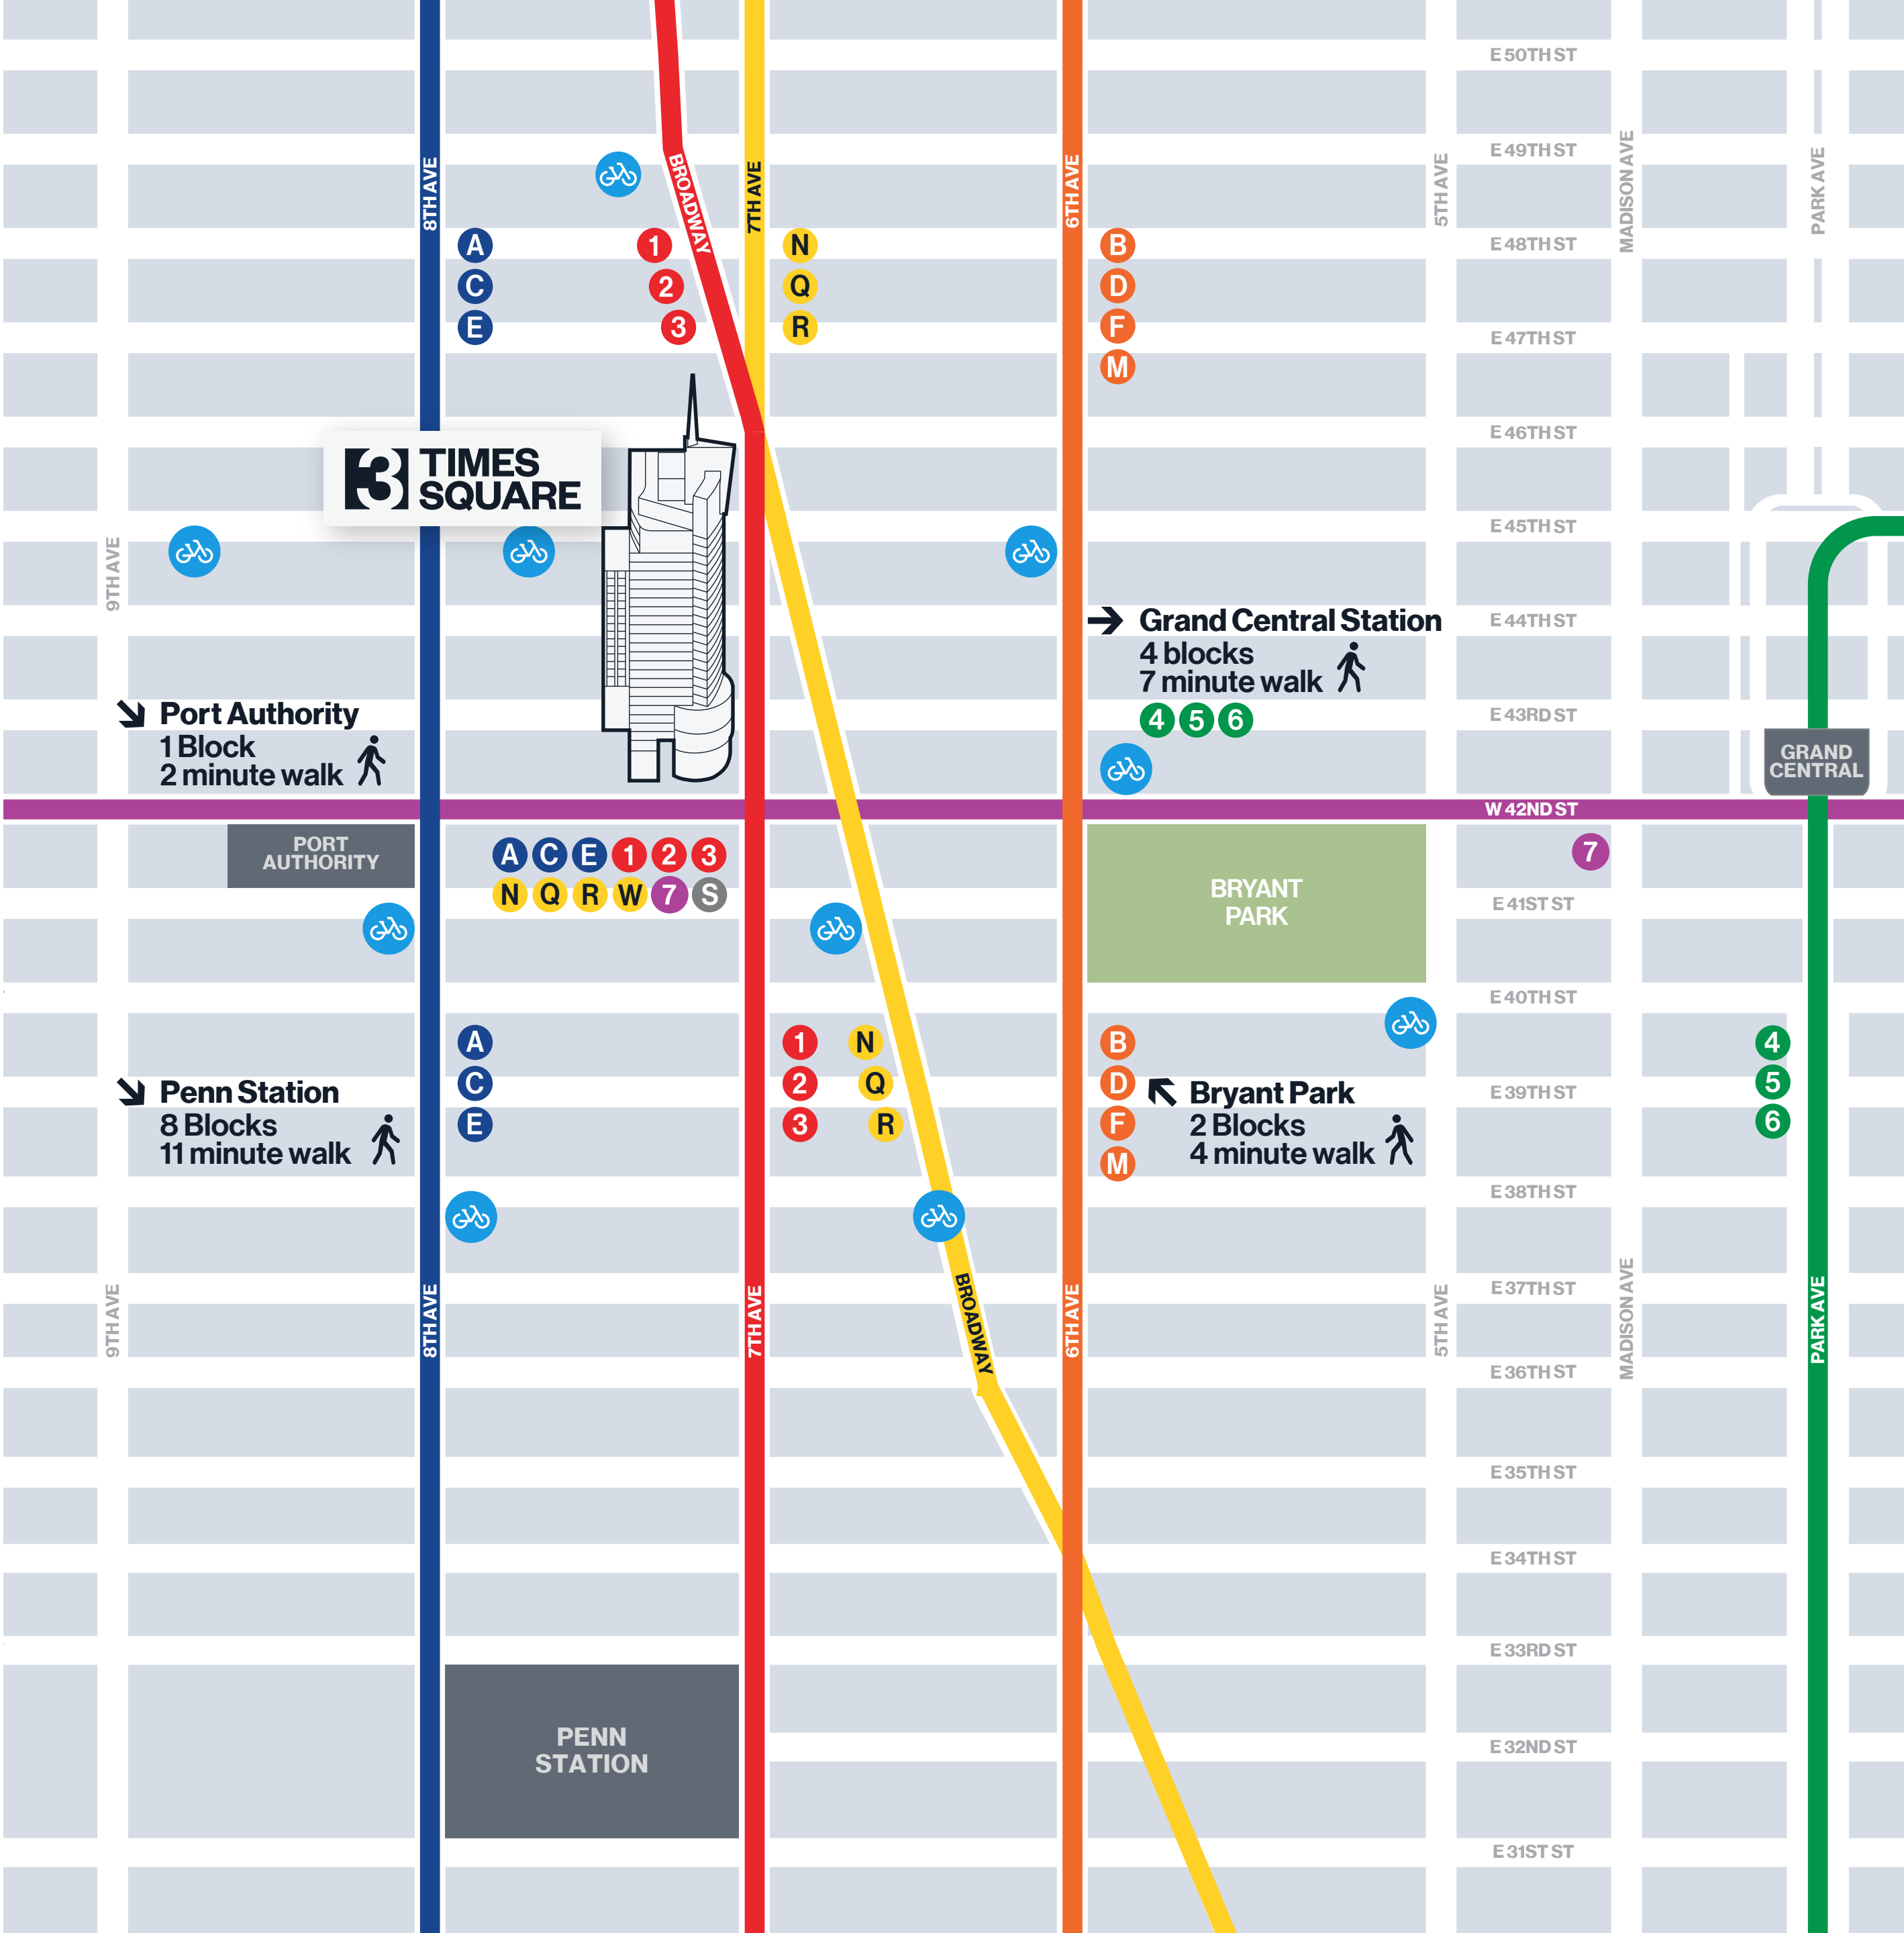 E 50TH ST
E 49TH ST
8TH AVE
BROADWAY
7TH AVE
6TH AVE
5TH AVE
MADISON AVE
PARK AVE
A
1
N
B
E 48TH ST
C
2
Q
D
E
3
R
F
E 47TH ST
M
E 46TH ST
3 TIMES
SQUARE
E 45TH ST
9TH AVE
Grand Central Station
4 blocks
7 minute walk
4 5 6
E 44TH ST
E 43RD ST
Port Authority
1 Block
2 minute walk
GRAND
CENTRAL
W 42ND ST
PORT
AUTHORITY
A C E 1 2 3
N Q R W 7 S
7
BRYANT
PARK
E 41ST ST
E 40TH ST
A
C
E
1
2
3
N
Q
R
B
D
F
M
4
5
6
Penn Station
8 Blocks
11 minute walk
Bryant Park
2 Blocks
4 minute walk
E 39TH ST
E 38TH ST
E 37TH ST
9TH AVE
8TH AVE
7TH AVE
BROADWAY
6TH AVE
5TH AVE
MADISON AVE
PARK AVE
E 36TH ST
E 35TH ST
E 34TH ST
E 33RD ST
PENN
STATION
E 32ND ST
E 31ST ST